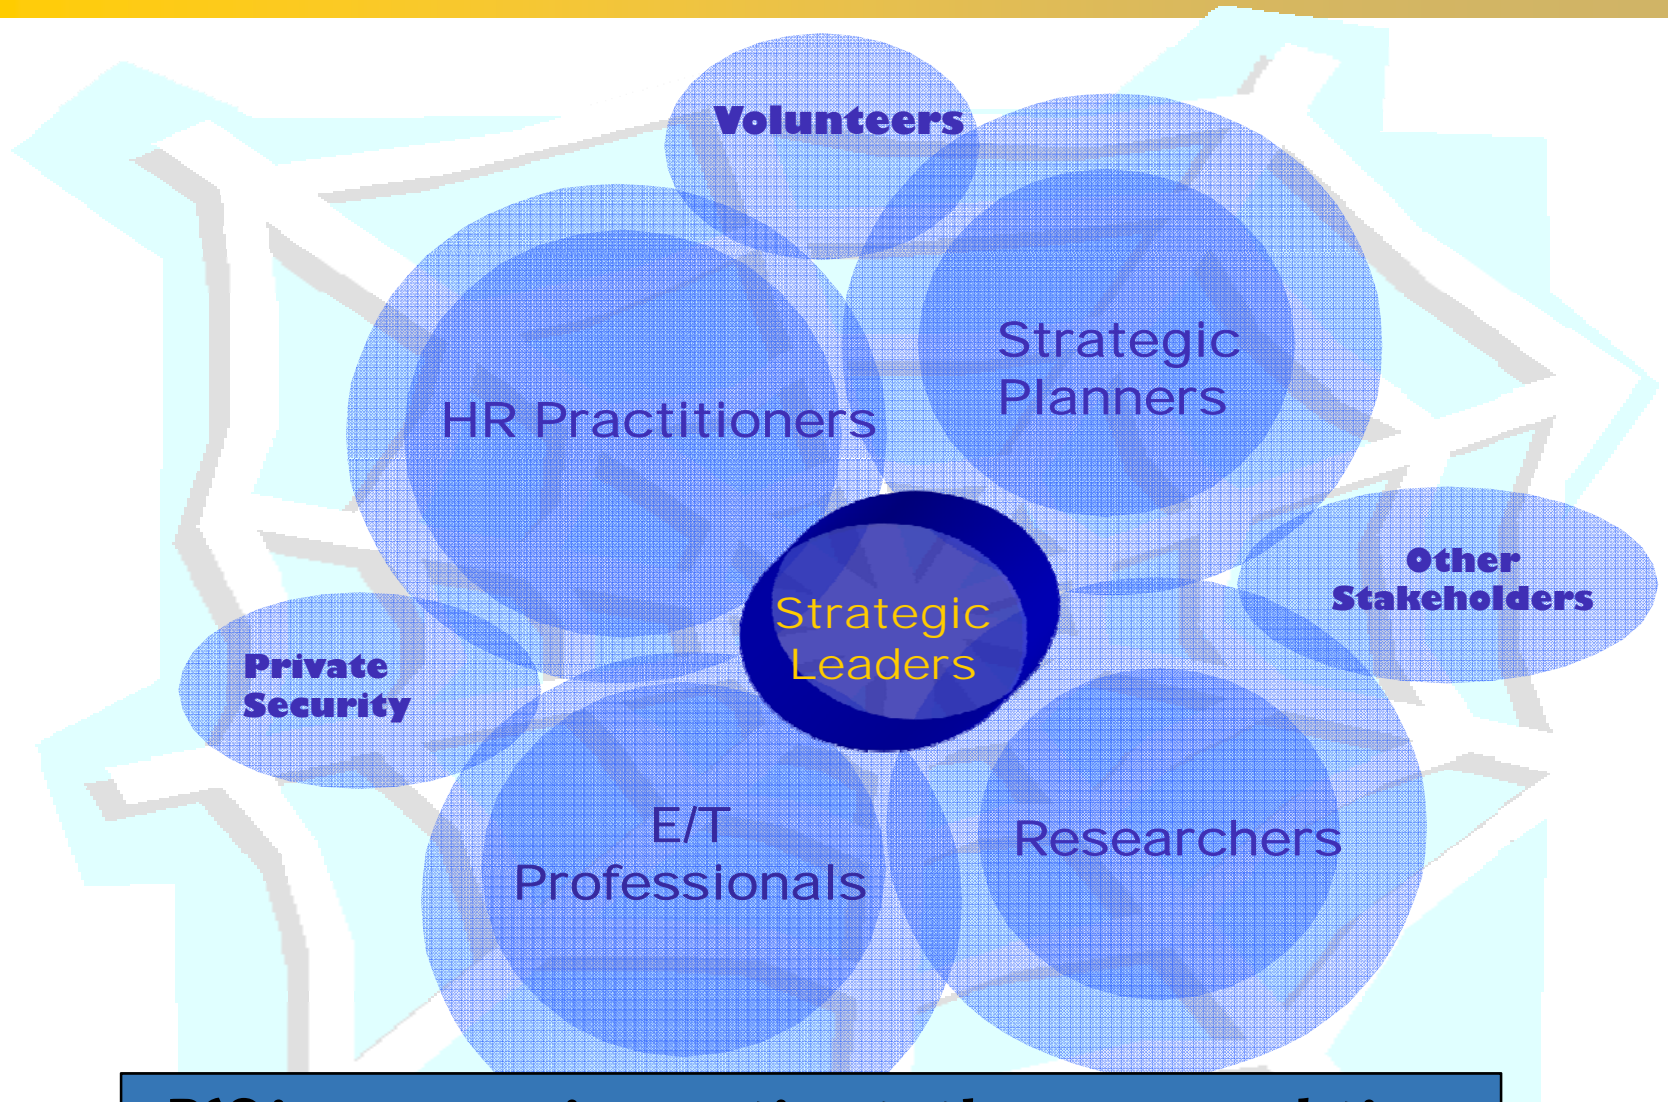 Volunteers
Strategic
Planners
HR Practitioners
Other
Stakeholders
Strategic
Leaders
Private
Security
E/T
Professionals
Researchers